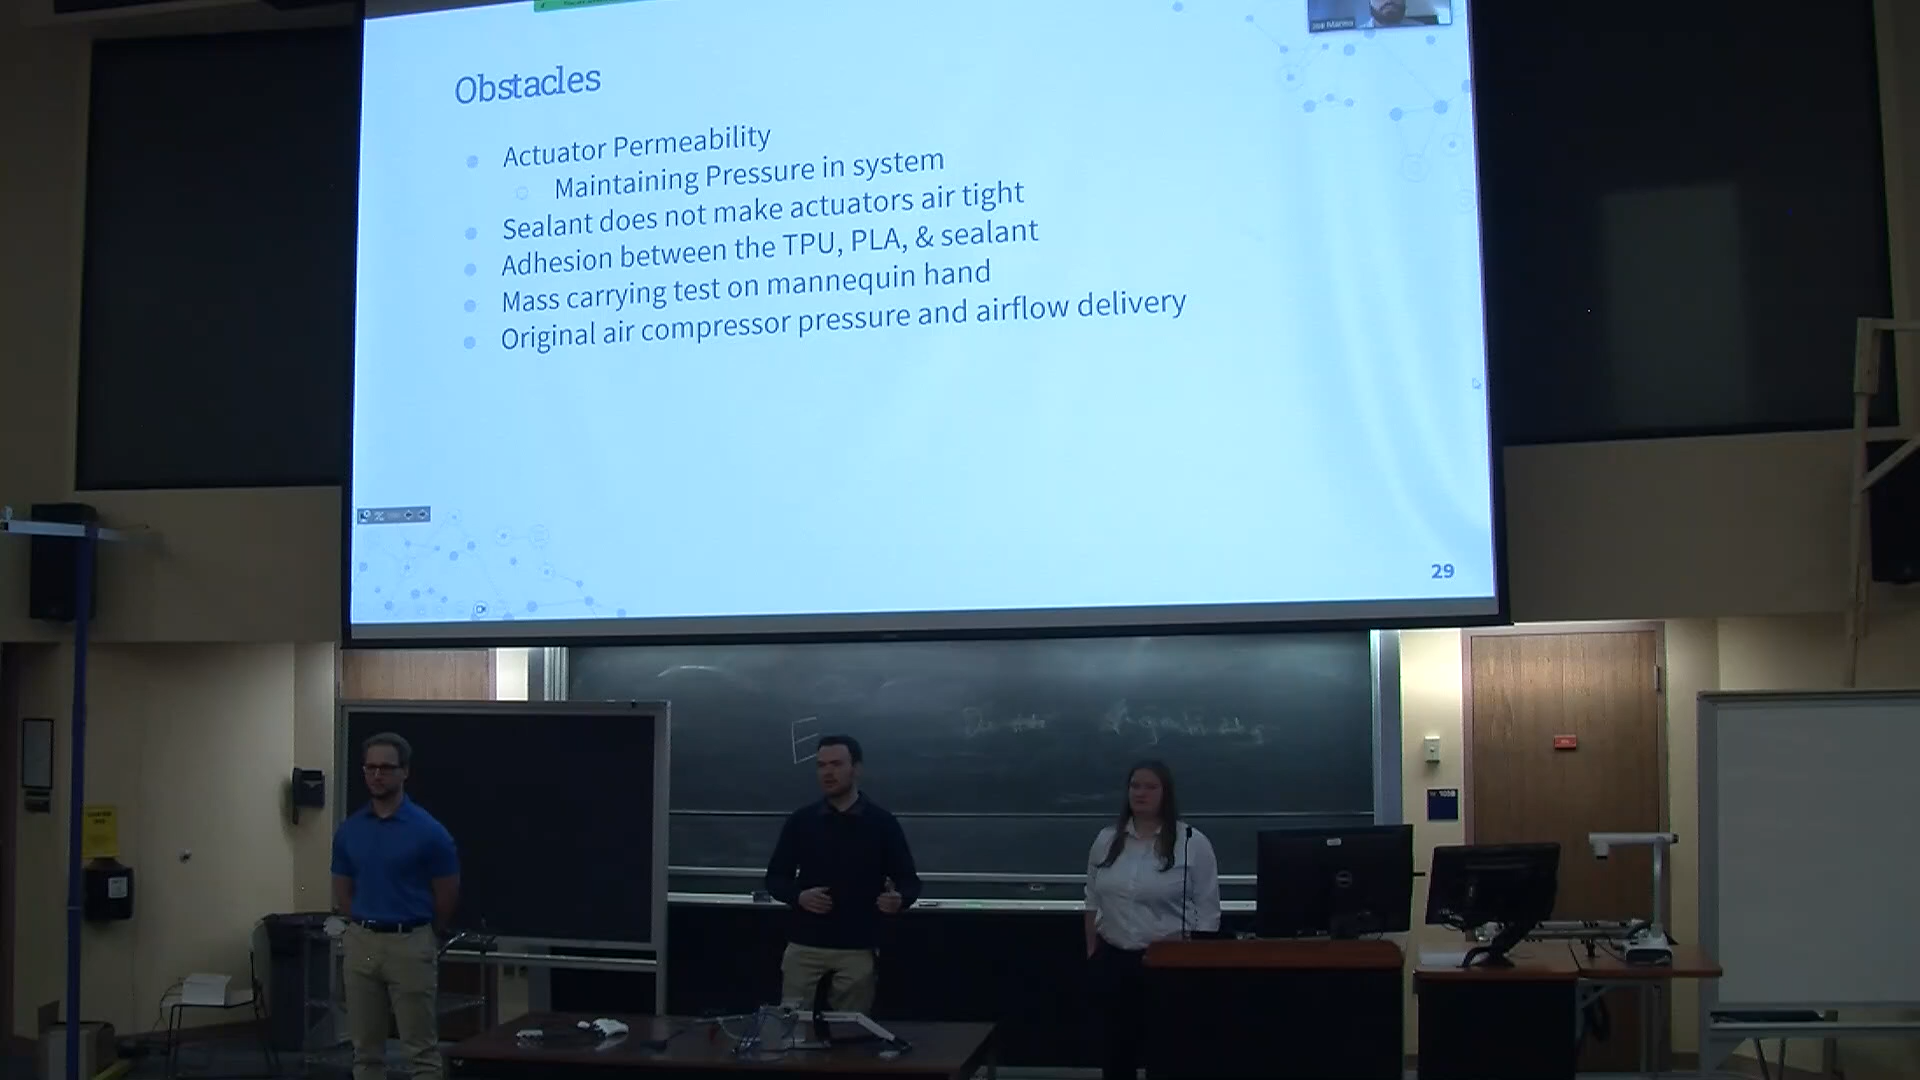 Obstacles
Actuator Permeability
Maintaining Pressure in system
Sealant does not make actuators air tight
Adhesion between the TPU, PLA, & sealant
Mass carrying test on mannequin hand
Original air compressor pressure and airflow delivery
29
E